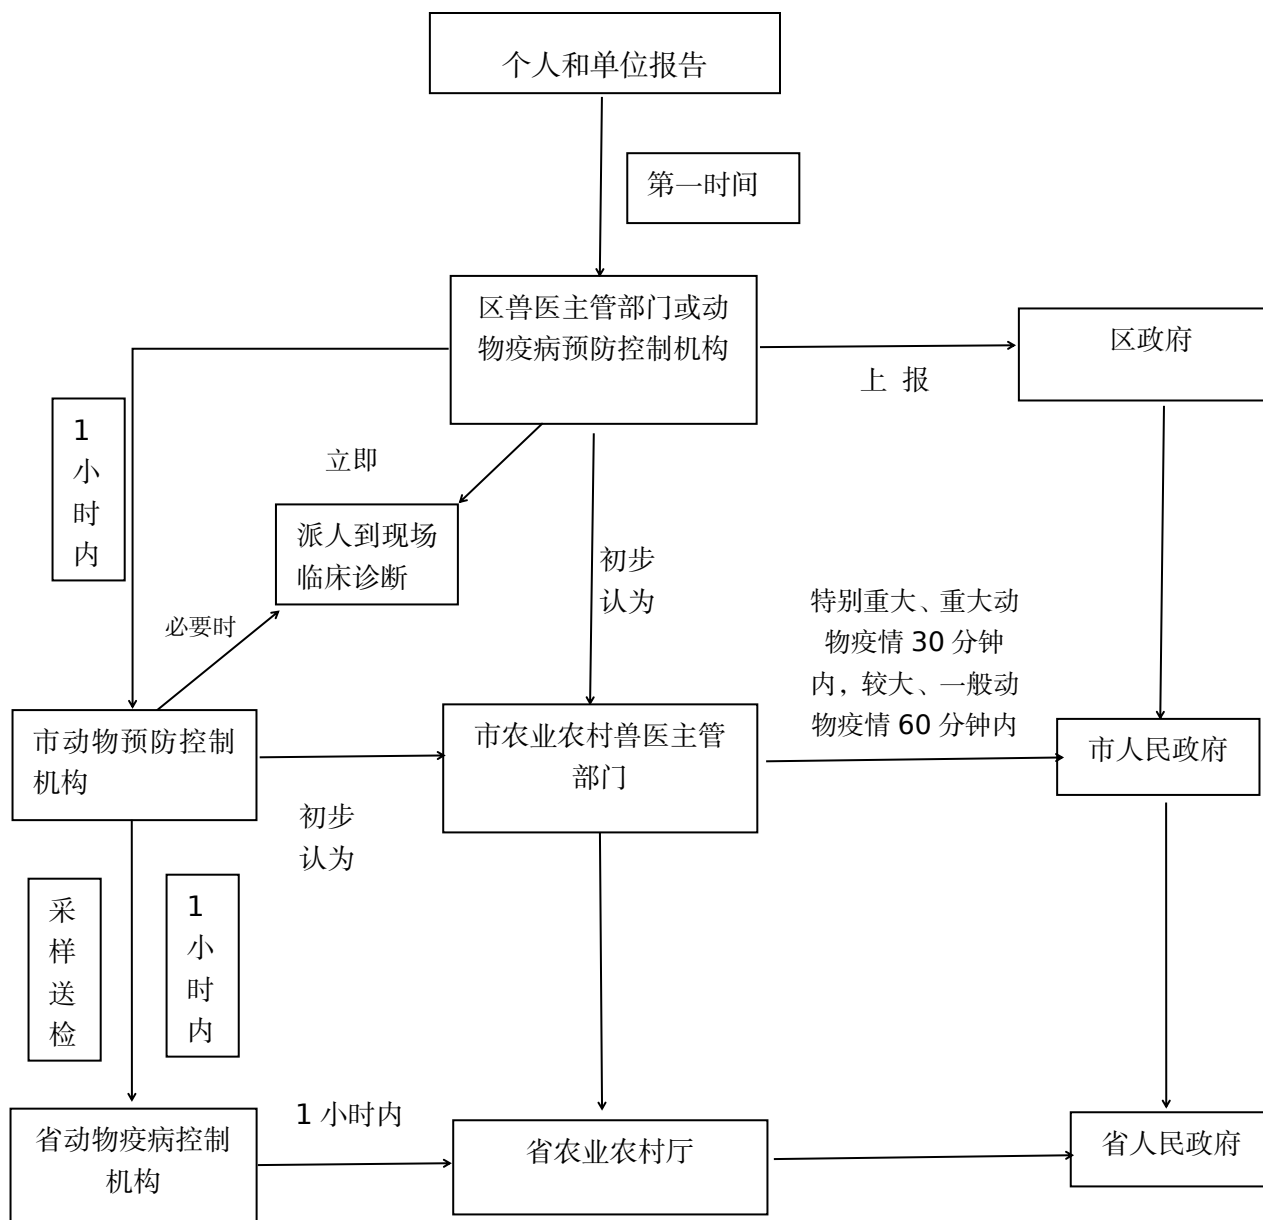 个人和单位报告
第一时间
区兽医主管部门或动
物疫病预防控制机构
区政府
上 报
1
小
时
内
立即
派人到现场
临床诊断
初步
认为
必要时
特别重大、重大动
物疫情 30 分钟
内，较大、一般动
物疫情 60 分钟内
市动物预防控制
机构
市农业农村兽医主管
部门
市人民政府
初步
认为
采
样
送
检
1
小
时
内
1 小时内
省动物疫病控制
机构
省农业农村厅
省人民政府